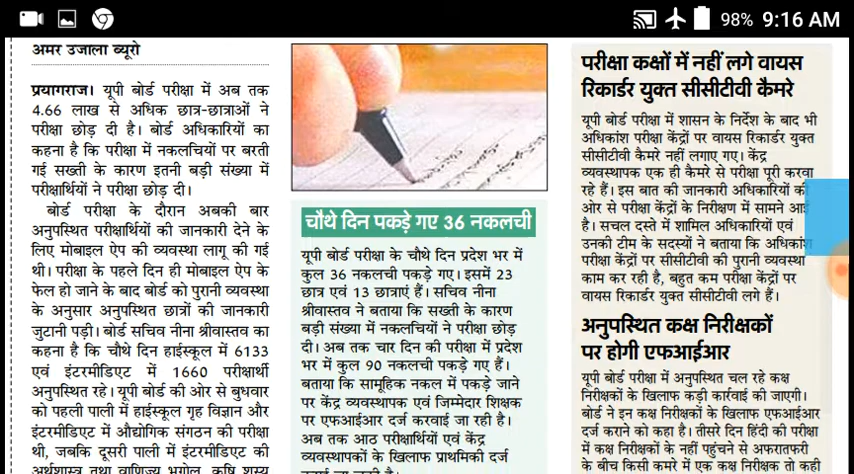 98% 9:16 AM
अमर उजाला ब्यूरो
प्रयागराज। यूपी बोर्ड परीक्षा में अब तक
4.66 लाख से अधिक छात्र-छात्राओं ने
परीक्षा छोड़ दी है। बोर्ड अधिकारियों का
कहना है कि परीक्षा में नकलचियों पर बरती
गई सख्ती के कारण इतनी बड़ी संख्या में
परीक्षार्थियों ने परीक्षा छोड़ दी।
बोर्ड परीक्षा के दौरान अबकी बार
अनुपस्थित परीक्षार्थियों की जानकारी देने के
लिए मोबाइल ऐप की व्यवस्था लागू की गई
थी। परीक्षा के पहले दिन ही मोबाइल ऐप के
फेल हो जाने के बाद बोर्ड को पुरानी व्यवस्था
के अनुसार अनुपस्थित छात्रों की जानकारी
जुटानी पड़ी। बोर्ड सचिव नीना श्रीवास्तव का
कहना है कि चौथे दिन हाईस्कूल में 6133
एवं इंटरमीडिएट में 1660 परीक्षार्थी
अनुपस्थित रहे। यूपी बोर्ड की ओर से बुधवार
को पहली पाली में हाईस्कूल गृह विज्ञान और
इंटरमीडिएट में औद्योगिक संगठन की परीक्षा
थी, जबकि दूसरी पाली में इंटरमीडिएट की
अर्थशास्त्र तथा वाणिज्य भूगोल, कृषि शस्य
चौथे दिन पकड़े गए 36 नकलची
यूपी बोर्ड परीक्षा के चौथे दिन प्रदेश भर में
कुल 36 नकलची पकड़े गए। इसमें 23
छात्र एवं 13 छात्राएं हैं। सचिव नीना
श्रीवास्तव ने बताया कि सख्ती के कारण
बड़ी संख्या में नकलचियों ने परीक्षा छोड़
दी। अब तक चार दिन की परीक्षा में प्रदेश
भर में कुल 90 नकलची पकड़े गए हैं।
बताया कि सामूहिक नकल में पकड़े जाने
पर केंद्र व्यवस्थापक एवं जिम्मेदार शिक्षक
पर एफआईआर दर्ज कराई जा रही है।
अब तक आठ परीक्षार्थियों एवं केंद्र
व्यवस्थापकों के खिलाफ प्राथमिकी दर्ज
परीक्षा कक्षों में नहीं लगे वायस
रिकार्डर युक्त सीसीटीवी कैमरे
यूपी बोर्ड परीक्षा में शासन के निर्देश के बाद भी
अधिकांश परीक्षा केंद्रों पर वायस रिकार्डर युक्त
सीसीटीवी कैमरे नहीं लगाए गए। केंद्र
व्यवस्थापक एक ही कैमरे से परीक्षा पूरी करवा
रहे हैं। इस बात की जानकारी अधिकारियों की
ओर से परीक्षा केंद्रों के निरीक्षण में सामने आई
है। सचल दस्ते में शामिल अधिकारियों एवं
उनकी टीम के सदस्यों ने बताया कि अधिकांश
परीक्षा केंद्रों पर सीसीटीवी की पुरानी व्यवस्था
काम कर रही है, बहुत कम परीक्षा केंद्रों पर
वायस रिकार्डर युक्त सीसीटीवी लगे हैं।
अनुपस्थित कक्ष निरीक्षकों
पर होगी एफआईआर
यूपी बोर्ड परीक्षा में अनुपस्थित चल रहे कक्ष
निरीक्षकों के खिलाफ कड़ी कार्रवाई की जाएगी।
बोर्ड ने इन कक्ष निरीक्षकों के खिलाफ एफआईआर
दर्ज कराने को कहा है। तीसरे दिन हिंदी की परीक्षा
में कक्ष निरीक्षकों के नहीं पहुंचने से अफरातफरी
के बीच किसी कमरे में एक कक्ष निरीक्षक तो कहीं